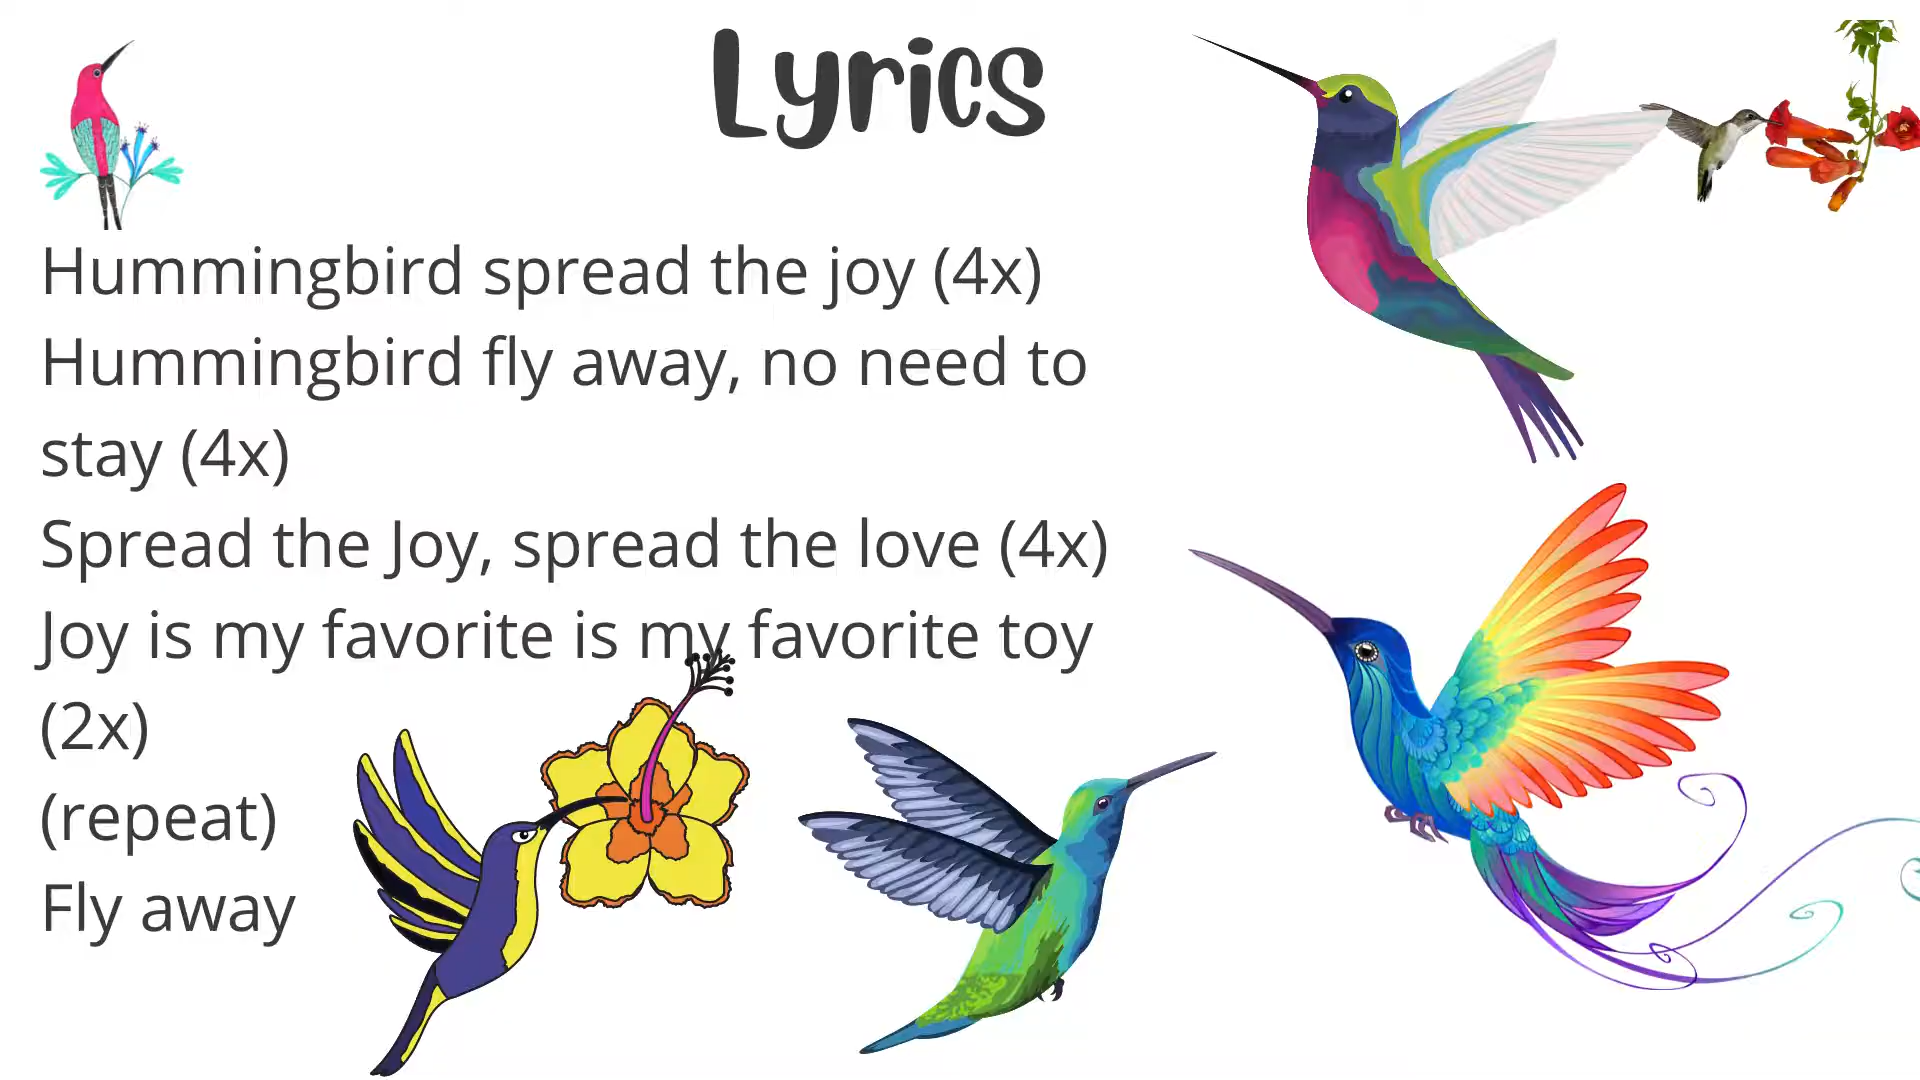 Lyrics
Hummingbird spread the joy (4x)
Hummingbird fly away, no need to
stay (4x)
Spread the Joy, spread the love (4x)
Joy is my favorite is my favorite toy
(2x)
(repeat)
Fly away